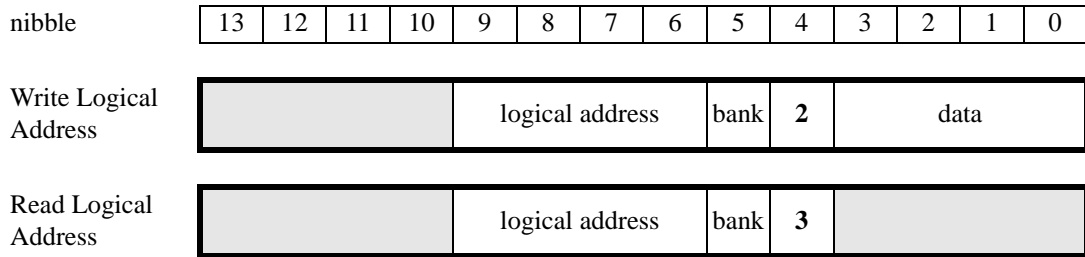 nibble 13 12 11 10 9 8 7 6 5 4 3 2 1 0
Write Logical
Address
logical address bank 2 data
Read Logical
Address
logical address bank 3